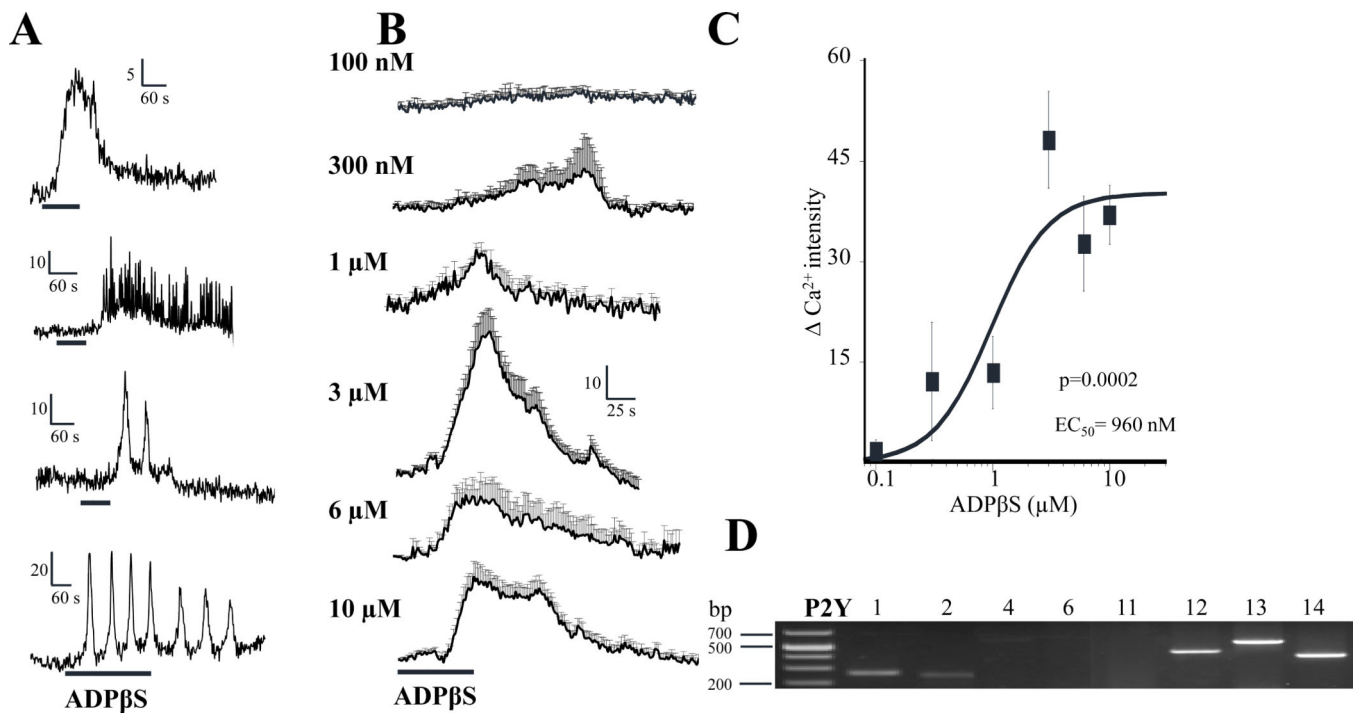 A
5
60 s
10
60 s
10
60 s
20
60 s
ADPβS
B
100 nM
300 nM
1 µM
3 µM
10
25 s
6 µM
10 µM
ADPβS
C
60
45
30
15
Δ Ca²⁺ intensity
p=0.0002
EC₅₀= 960 nM
0.1 1 10
ADPβS (µM)
D
bp P2Y 1 2 4 6 11 12 13 14
700
500
200